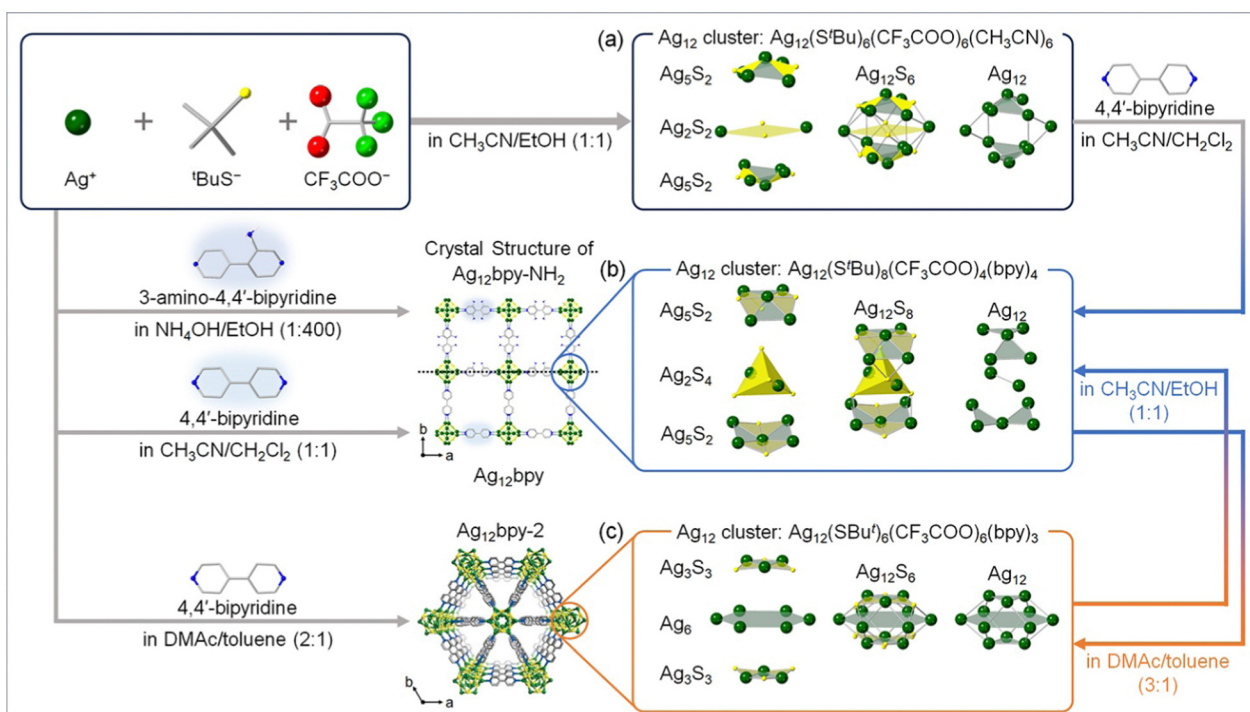 (a)
Ag₁₂ cluster: Ag₁₂(SᵗBu)₆(CF₃COO)₆(CH₃CN)₆
Ag₅S₂
Ag₁₂S₆
Ag₁₂
Ag₂S₂
Ag₅S₂
+
+
Ag⁺
ᵗBuS⁻
CF₃COO⁻
in CH₃CN/EtOH (1:1)
4,4′-bipyridine
in CH₃CN/CH₂Cl₂
3-amino-4,4′-bipyridine
in NH₄OH/EtOH (1:400)
4,4′-bipyridine
in CH₃CN/CH₂Cl₂ (1:1)
Crystal Structure of
Ag₁₂bpy-NH₂
b
a
Ag₁₂bpy
(b)
Ag₁₂ cluster: Ag₁₂(SᵗBu)₈(CF₃COO)₄(bpy)₄
Ag₅S₂
Ag₁₂S₈
Ag₁₂
Ag₂S₄
Ag₅S₂
in CH₃CN/EtOH
(1:1)
4,4′-bipyridine
in DMAc/toluene (2:1)
Ag₁₂bpy-2
b
a
(c)
Ag₁₂ cluster: Ag₁₂(SBuᵗ)₆(CF₃COO)₆(bpy)₃
Ag₃S₃
Ag₁₂S₆
Ag₁₂
Ag₆
Ag₃S₃
in DMAc/toluene
(3:1)